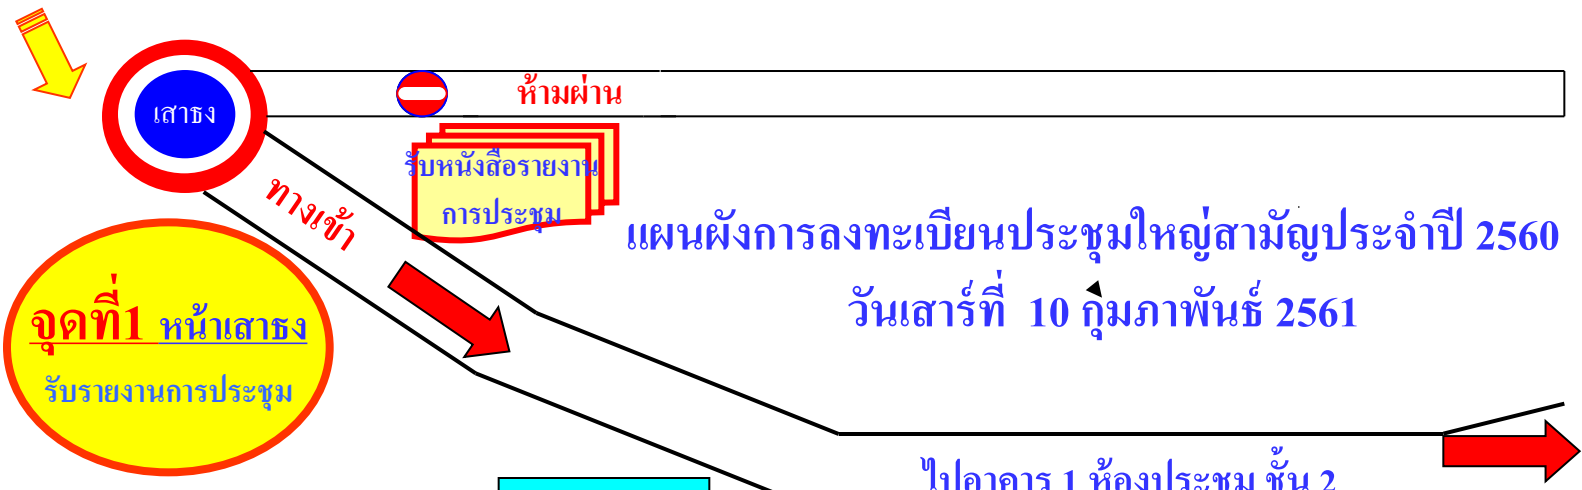 เสาธง
ห้ามผ่าน
รับหนังสือรายงาน
การประชุม
ทางเข้า
แผนผังการลงทะเบียนประชุมใหญ่สามัญประจำปี 2560
วันเสาร์ที่ 10 กุมภาพันธ์ 2561
จุดที่1 หน้าเสาธง
รับรายงานการประชุม
ไปอาคาร 1 ห้องประชุม ชั้น 2